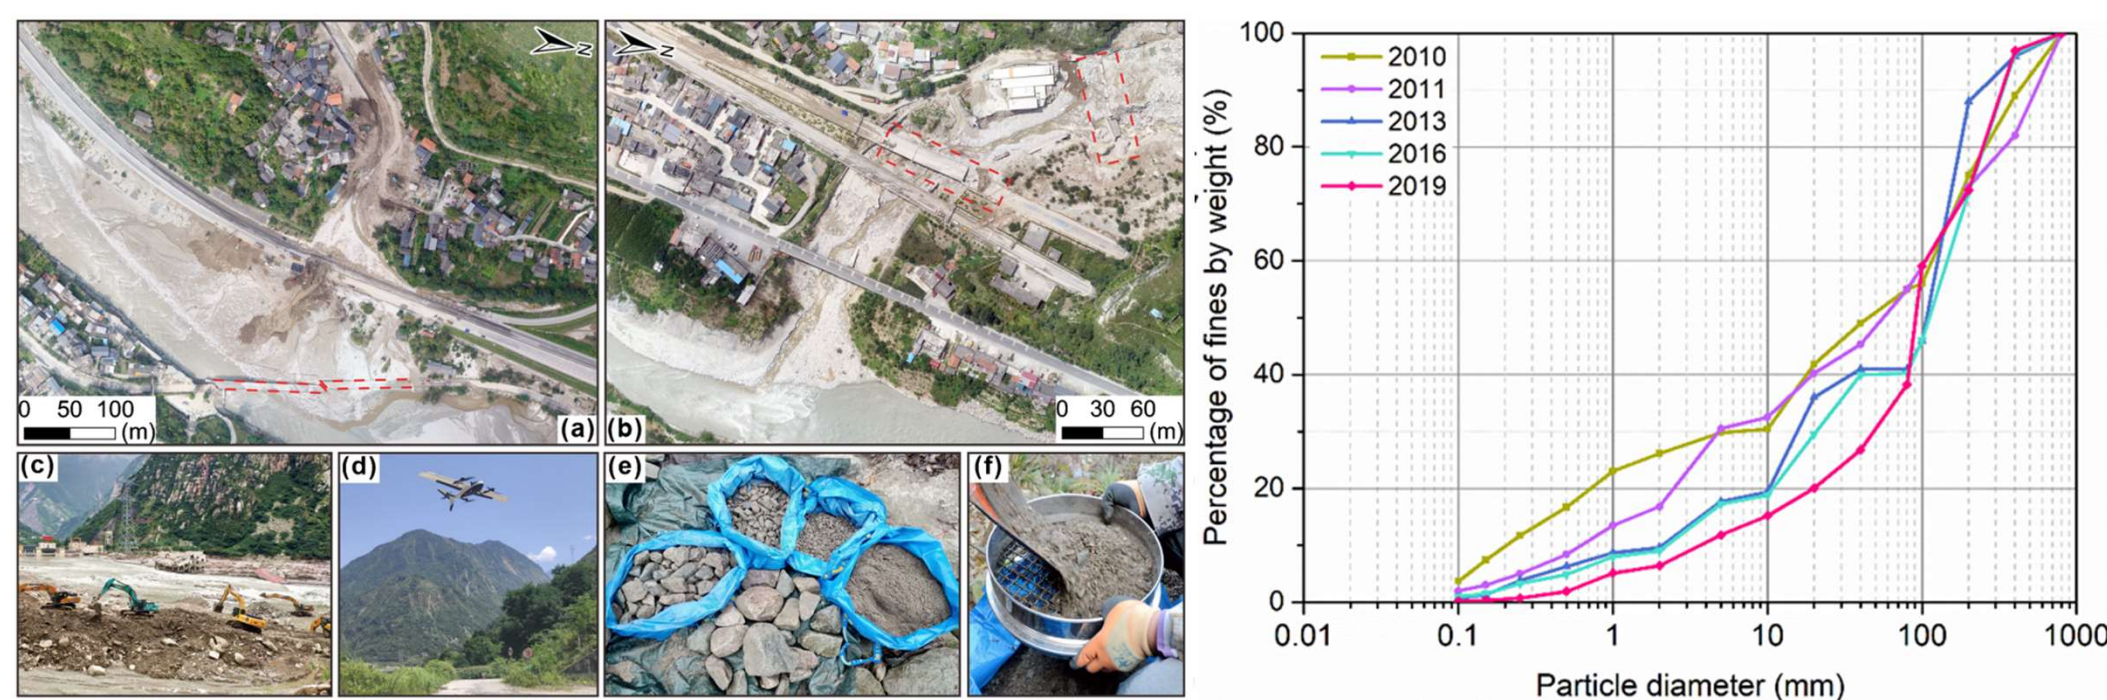 N
0 50 100
(m)
(a)
N
(b)
0 30 60
(m)
(c)
(d)
(e)
(f)
Percentage of fines by weight (%)
100
80
60
40
20
0
2010
2011
2013
2016
2019
0.01 0.1 1 10 100 1000
Particle diameter (mm)